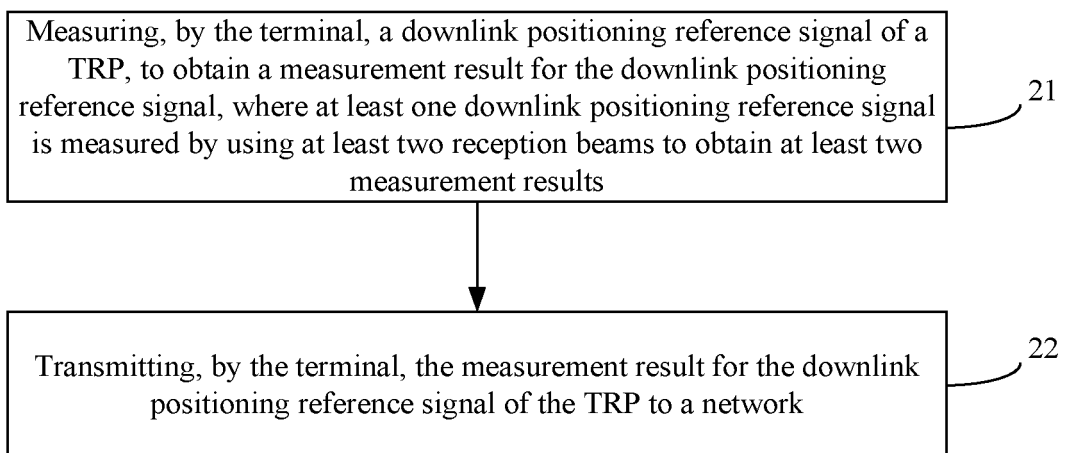 Measuring, by the terminal, a downlink positioning reference signal of a
TRP, to obtain a measurement result for the downlink positioning
reference signal, where at least one downlink positioning reference signal
is measured by using at least two reception beams to obtain at least two
measurement results
21
Transmitting, by the terminal, the measurement result for the downlink
positioning reference signal of the TRP to a network
22